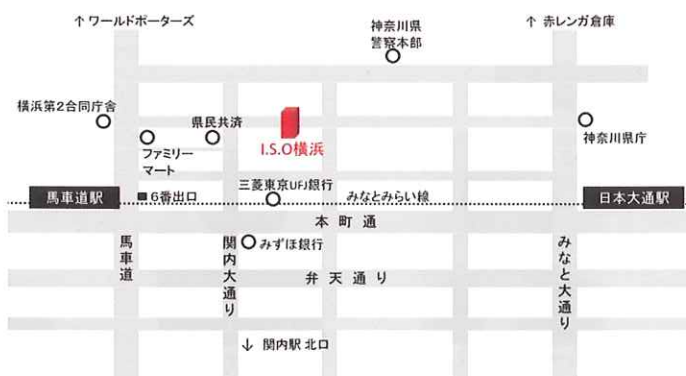 ↑ワールドポーターズ
神奈川県
警察本部
↑ 赤レンガ倉庫
横浜第2合同庁舎
県民共済
ファミリー
マート
I.S.O横浜
神奈川県庁
馬車道駅
6番出口
三菱東京UFJ銀行
みなとみらい線
日本大通駅
本町通
馬車道
関内大通り
みずほ銀行
弁天通り
みなと大通り
↓ 関内駅 北口